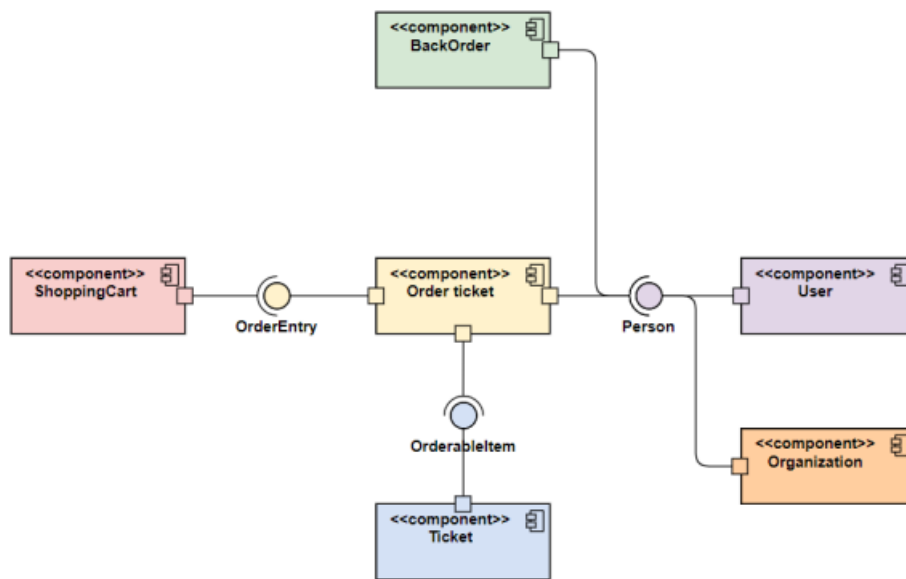 <<component>>
BackOrder
<<component>>
ShoppingCart
OrderEntry
<<component>>
Order ticket
Person
<<component>>
User
OrderableItem
<<component>>
Organization
<<component>>
Ticket